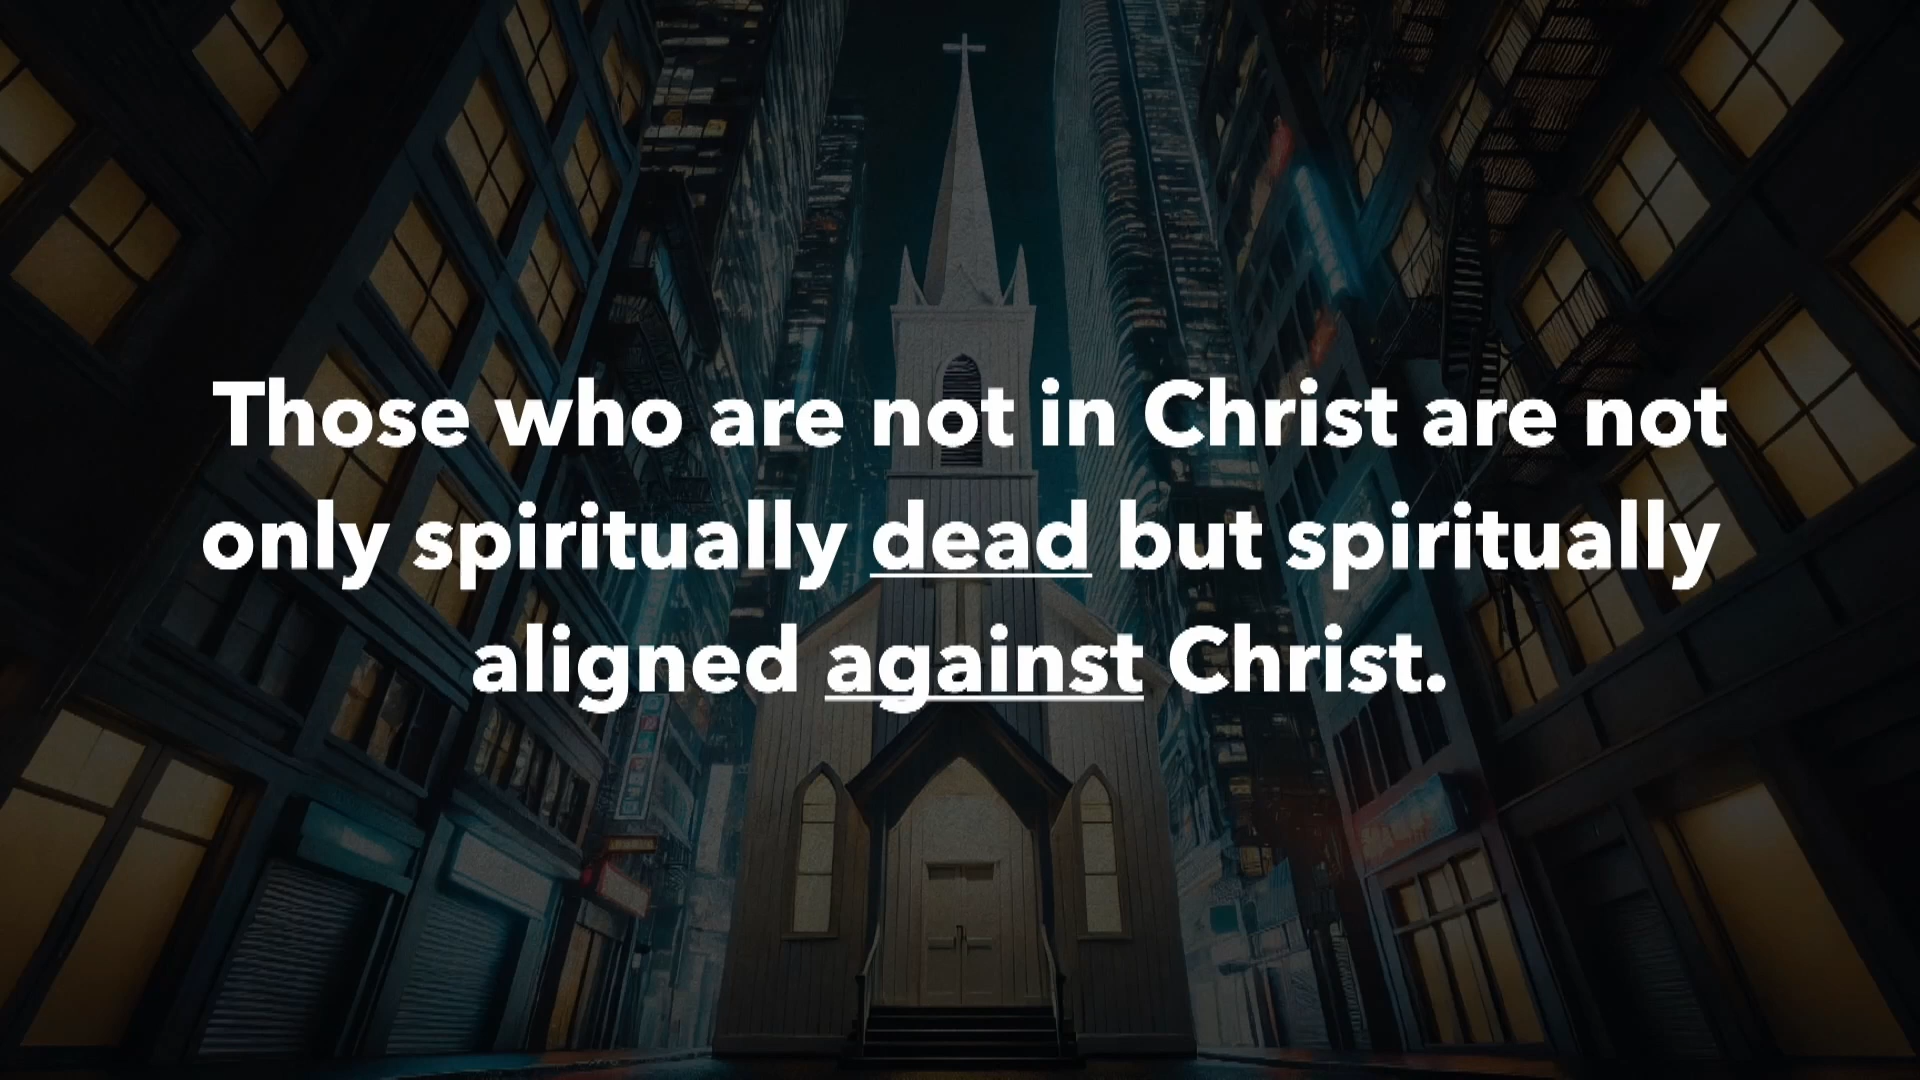 Those who are not in Christ are not
only spiritually dead but spiritually
aligned against Christ.